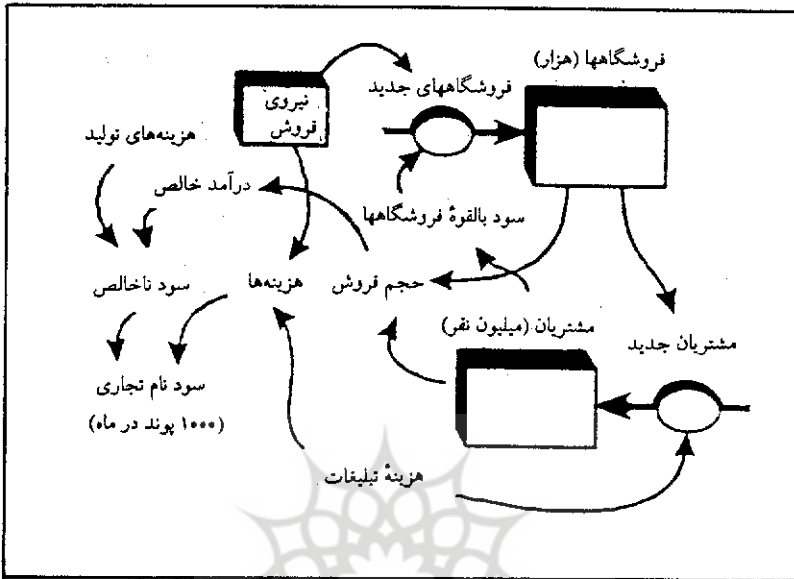 فروشگاهها (هزار)
فروشگاههای جدید
نیروی
فروش
هزینه‌های تولید
درآمد خالص
سود بالقوهٔ فروشگاهها
سود ناخالص
هزینه‌ها
حجم فروش
مشتریان (میلیون نفر)
مشتریان جدید
سود نام تجاری
(۱۰۰۰ پوند در ماه)
هزینهٔ تبلیغات